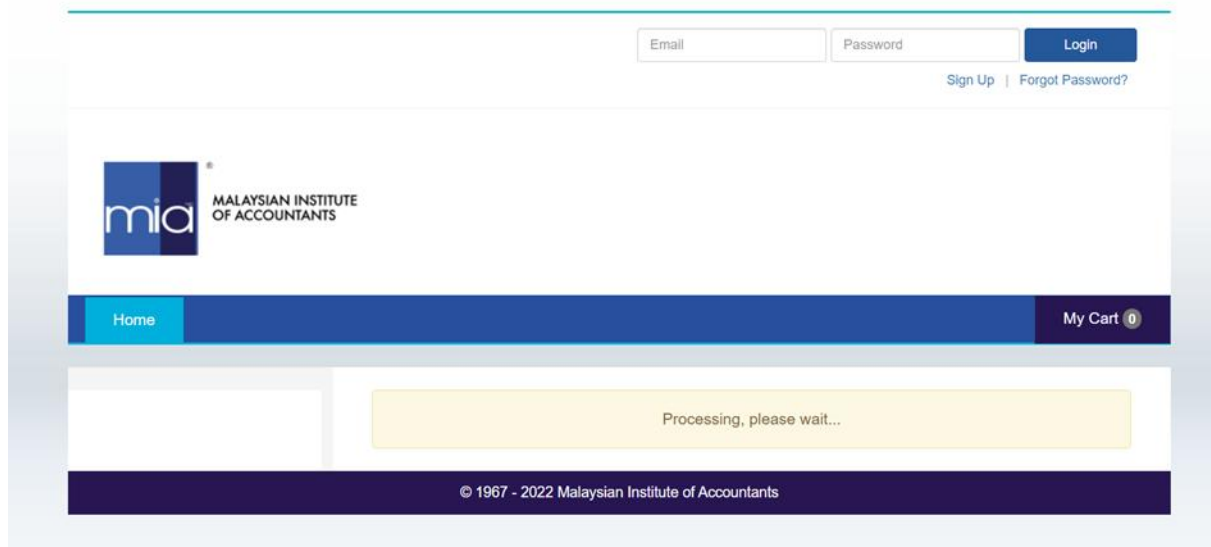 Email Password Login
Sign Up | Forgot Password?
mia ®
MALAYSIAN INSTITUTE
OF ACCOUNTANTS
Home My Cart 0
Processing, please wait...
© 1967 - 2022 Malaysian Institute of Accountants